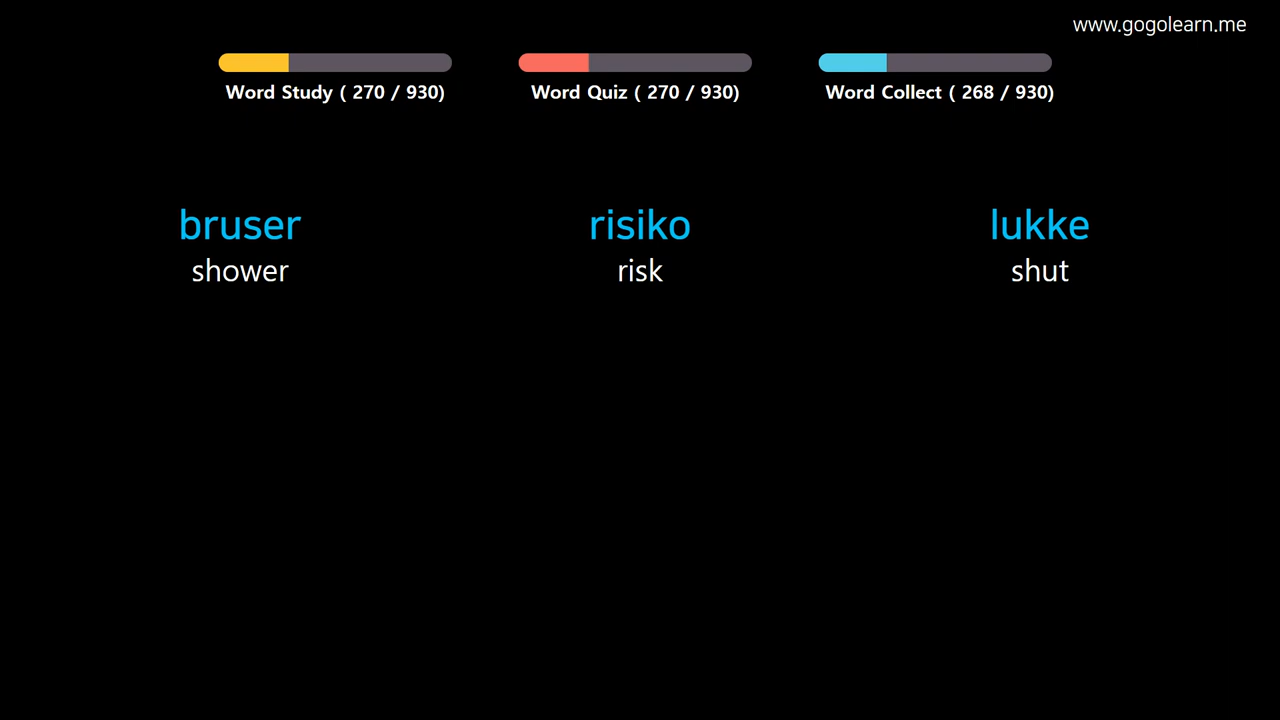 www.gogolearn.me
Word Study ( 270 / 930)
Word Quiz ( 270 / 930)
Word Collect ( 268 / 930)
bruser
risiko
lukke
shower
risk
shut